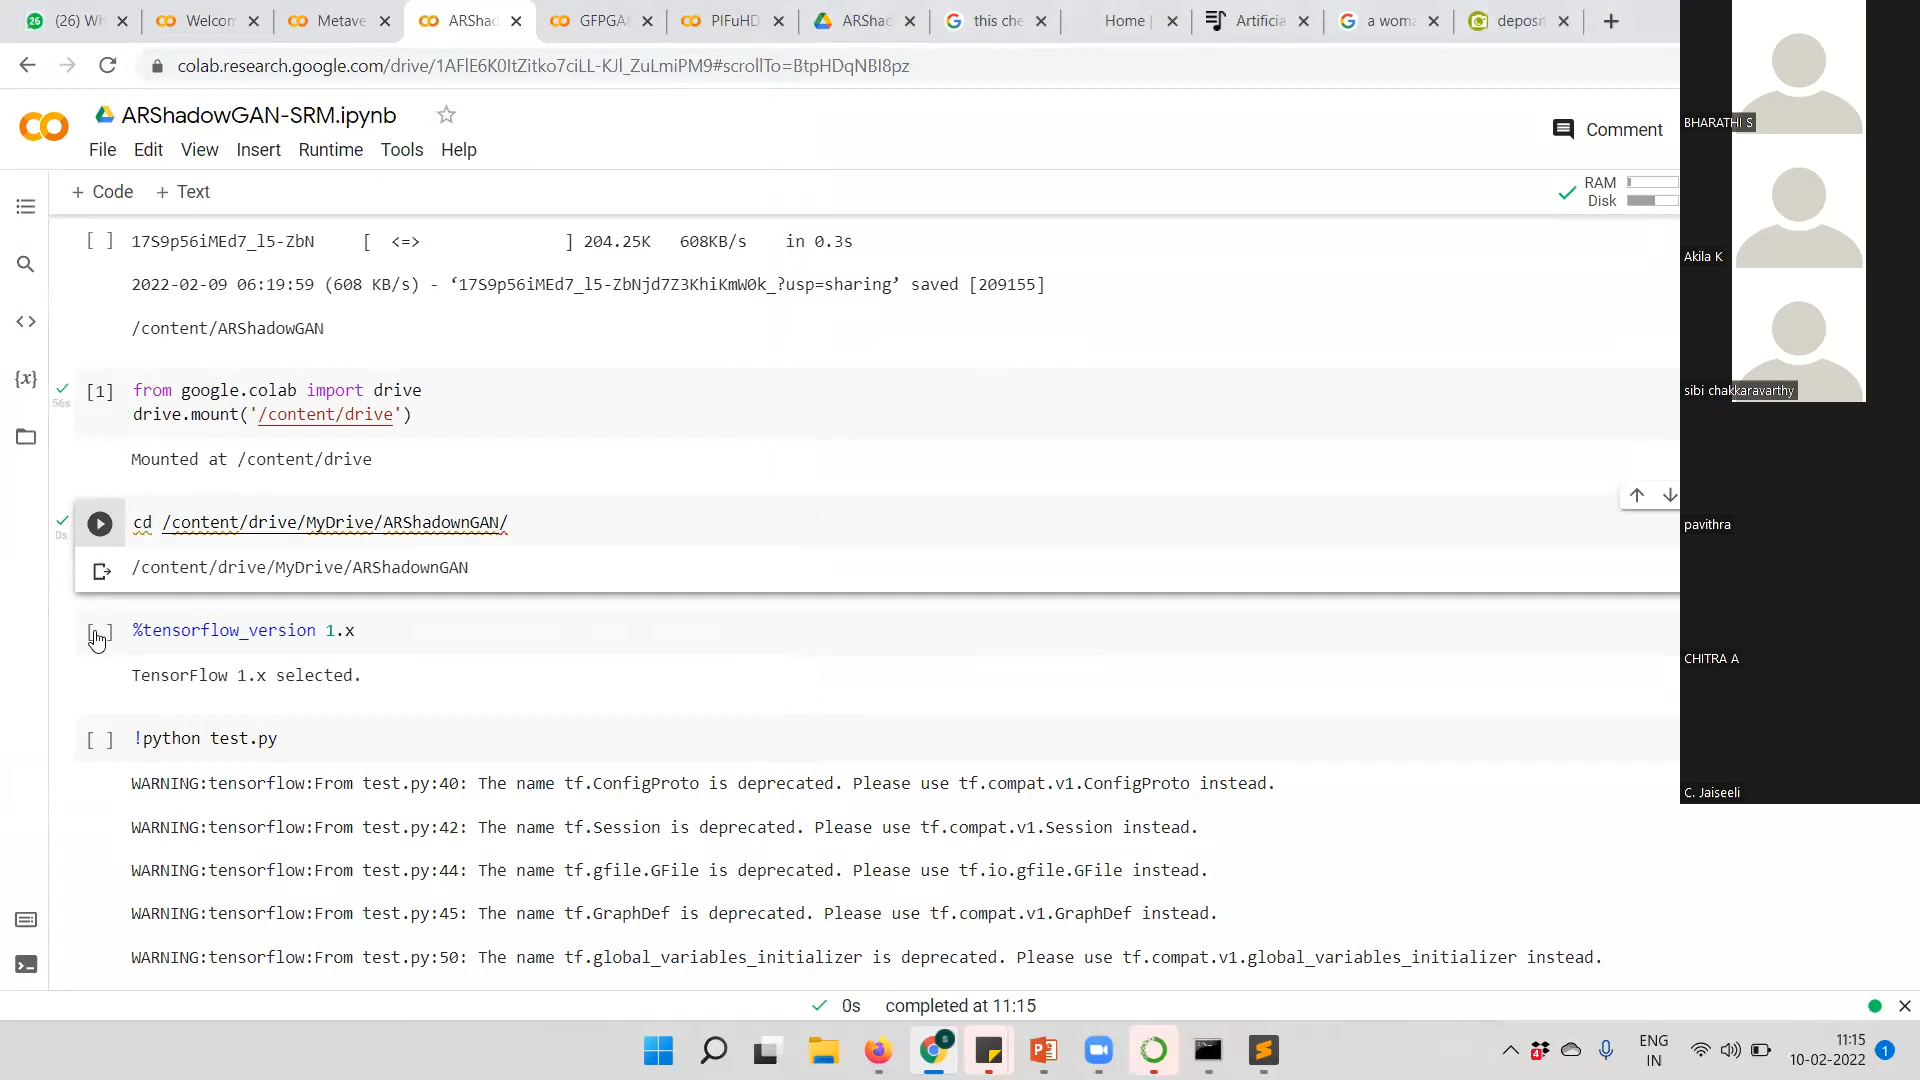 (26) Wh
Welcom
Metave
ARShad
GFPGA
PIFuHD
ARShad
this che
Home |
Artificia
a woma
deposit
colab.research.google.com/drive/1AFlE6K0ItZitko7ciLL-KJl_ZuLmiPM9#scrollTo=BtpHDqNBI8pz
ARShadowGAN-SRM.ipynb
Comment
File Edit View Insert Runtime Tools Help
+ Code + Text
RAM
Disk
[ ] 17S9p56iMEd7_l5-ZbN [ <=> ] 204.25K 608KB/s in 0.3s
2022-02-09 06:19:59 (608 KB/s) - ‘17S9p56iMEd7_l5-ZbNjd7Z3KhiKmW0k_?usp=sharing’ saved [209155]
/content/ARShadowGAN
[1] from google.colab import drive
56s
drive.mount('/content/drive')
Mounted at /content/drive
cd /content/drive/MyDrive/ARShadownGAN/
0s
/content/drive/MyDrive/ARShadownGAN
[ ] %tensorflow_version 1.x
TensorFlow 1.x selected.
[ ] !python test.py
WARNING:tensorflow:From test.py:40: The name tf.ConfigProto is deprecated. Please use tf.compat.v1.ConfigProto instead.
WARNING:tensorflow:From test.py:42: The name tf.Session is deprecated. Please use tf.compat.v1.Session instead.
WARNING:tensorflow:From test.py:44: The name tf.gfile.GFile is deprecated. Please use tf.io.gfile.GFile instead.
WARNING:tensorflow:From test.py:45: The name tf.GraphDef is deprecated. Please use tf.compat.v1.GraphDef instead.
WARNING:tensorflow:From test.py:50: The name tf.global_variables_initializer is deprecated. Please use tf.compat.v1.global_variables_initializer instead.
0s completed at 11:15
BHARATHI S
Akila K
sibi chakkaravarthy
pavithra
CHITRA A
C. Jaiseeli
ENG
IN
11:15
10-02-2022
1